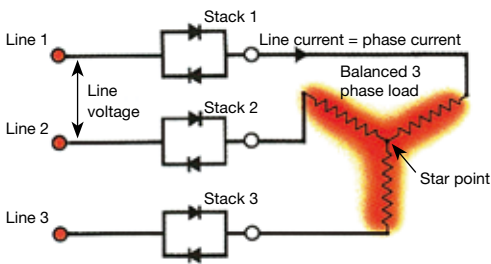 Stack 1
Line 1
Line current = phase current
Balanced 3
phase load
Line
voltage
Stack 2
Line 2
Star point
Stack 3
Line 3